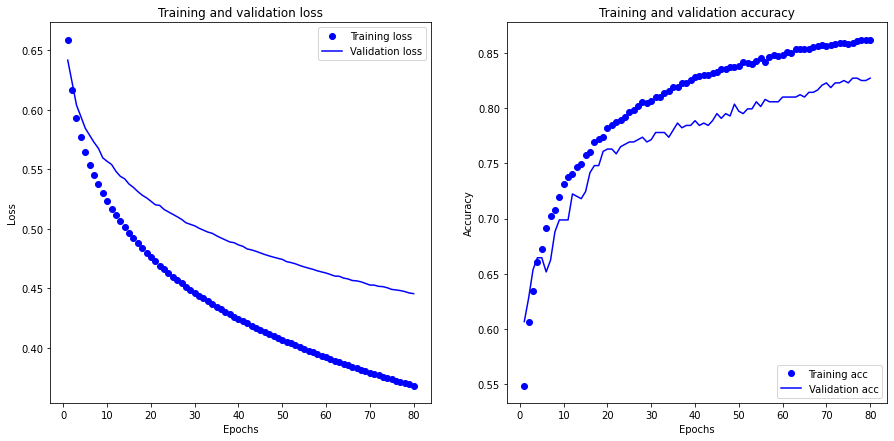 Training and validation loss
Training loss
Validation loss
0.65
0.60
0.55
0.50
0.45
0.40
Loss
0 10 20 30 40 50 60 70 80
Epochs
Training and validation accuracy
0.85
0.80
0.75
0.70
0.65
0.60
0.55
Accuracy
Training acc
Validation acc
0 10 20 30 40 50 60 70 80
Epochs